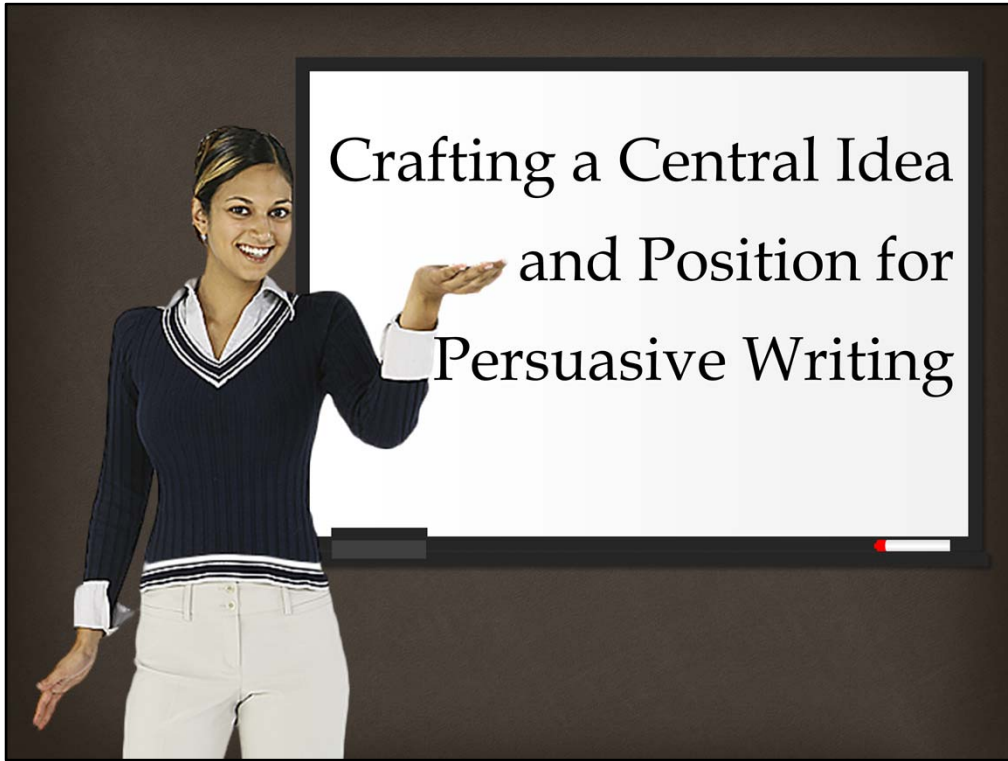 Crafting a Central Idea
and Position for
Persuasive Writing